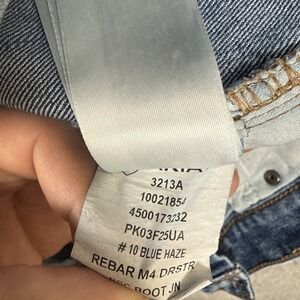 3213A
10021854
4500173232
PK03F25UA
# 10 BLUE HAZE
REBAR M4 DRSTR
BOOT JN